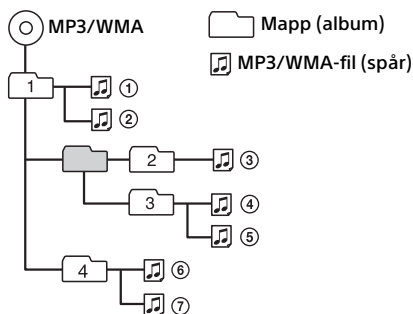 MP3/WMA
Mapp (album)
MP3/WMA-fil (spår)
1 ①
②
2 ③
3 ④
⑤
4 ⑥
⑦